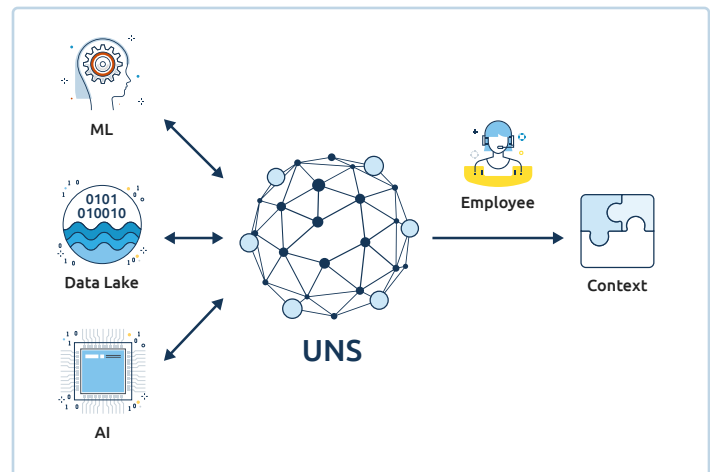 ML
0101
010010
Data Lake
AI
UNS
Employee
Context